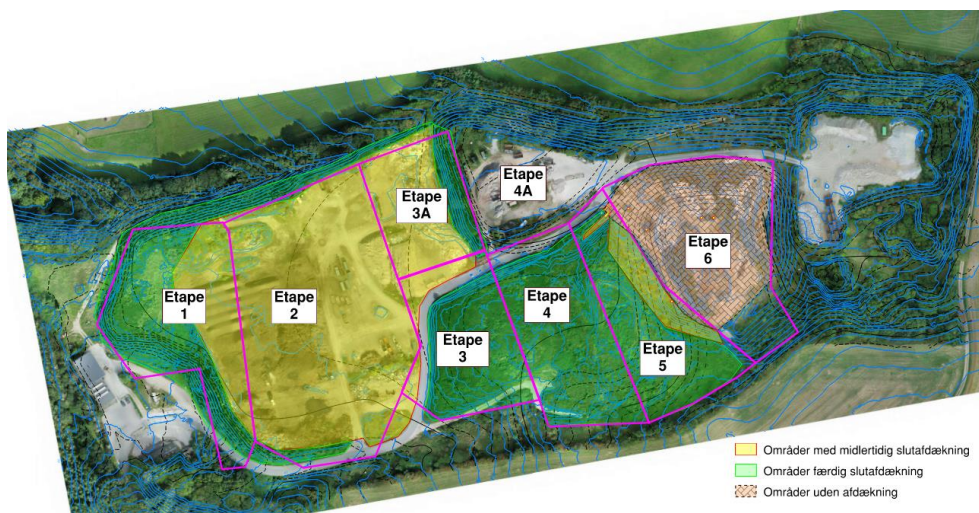 Etape
4A
Etape
3A
Etape
6
Etape
1
Etape
2
Etape
4
Etape
3
Etape
5
Områder med midlertidig slutafdækning
Områder færdig slutafdækning
Områder uden afdækning